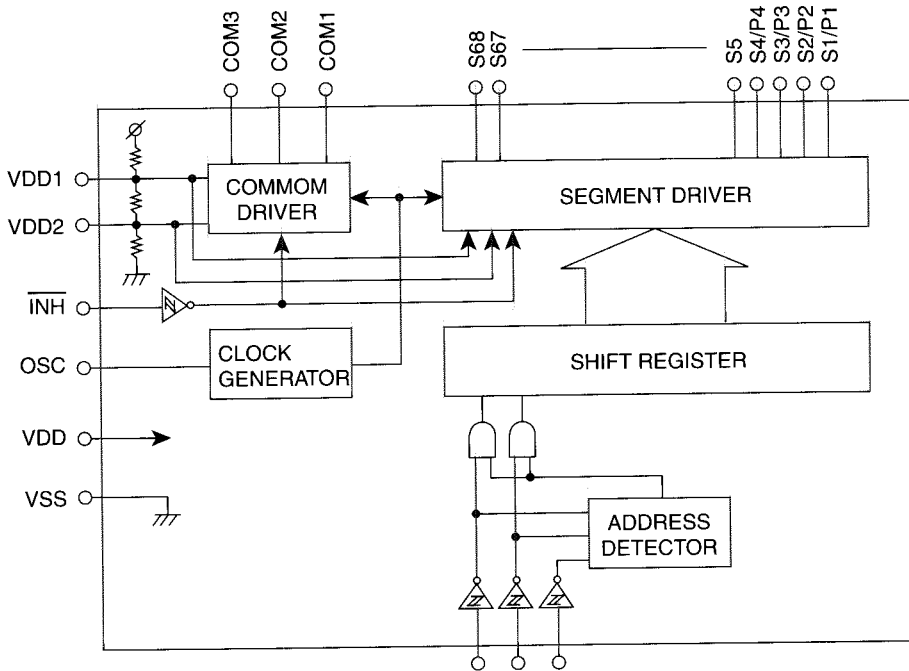 COM3
COM2
COM1
S68
S67
S5
S4/P4
S3/P3
S2/P2
S1/P1
VDD1
VDD2
INH
OSC
VDD
VSS
COMMOM
DRIVER
SEGMENT DRIVER
CLOCK
GENERATOR
SHIFT REGISTER
ADDRESS
DETECTOR